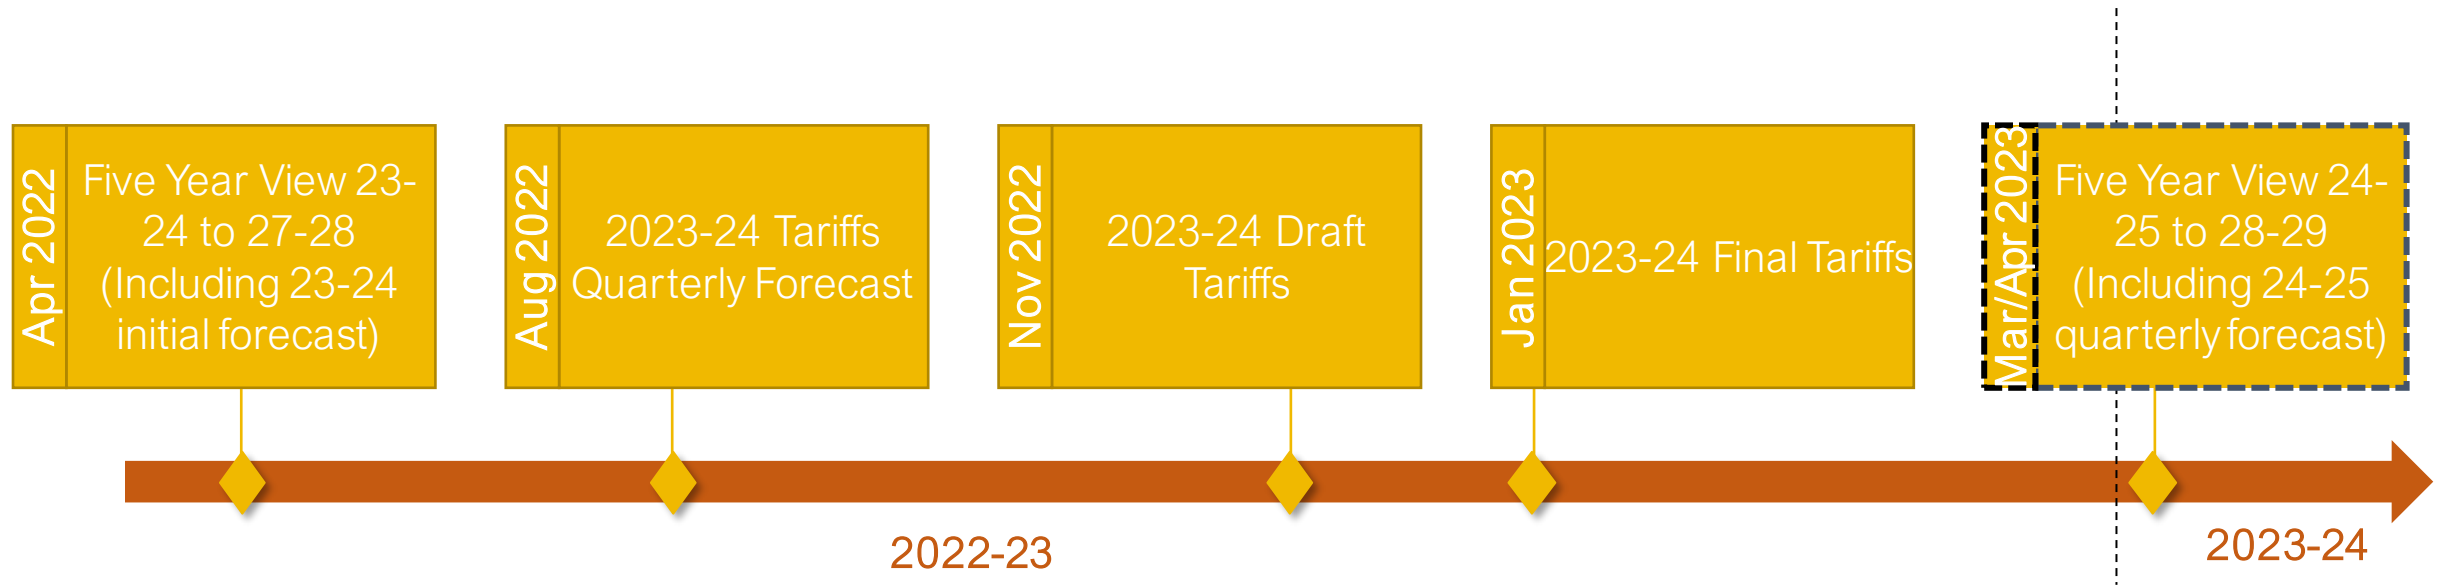 Apr 2022
Five Year View 23-
24 to 27-28
(Including 23-24
initial forecast)
Aug 2022
2023-24 Tariffs
Quarterly Forecast
Nov 2022
2023-24 Draft
Tariffs
Jan 2023
2023-24 Final Tariffs
Mar/Apr 2023
Five Year View 24-
25 to 28-29
(Including 24-25
quarterly forecast)
2022-23
2023-24